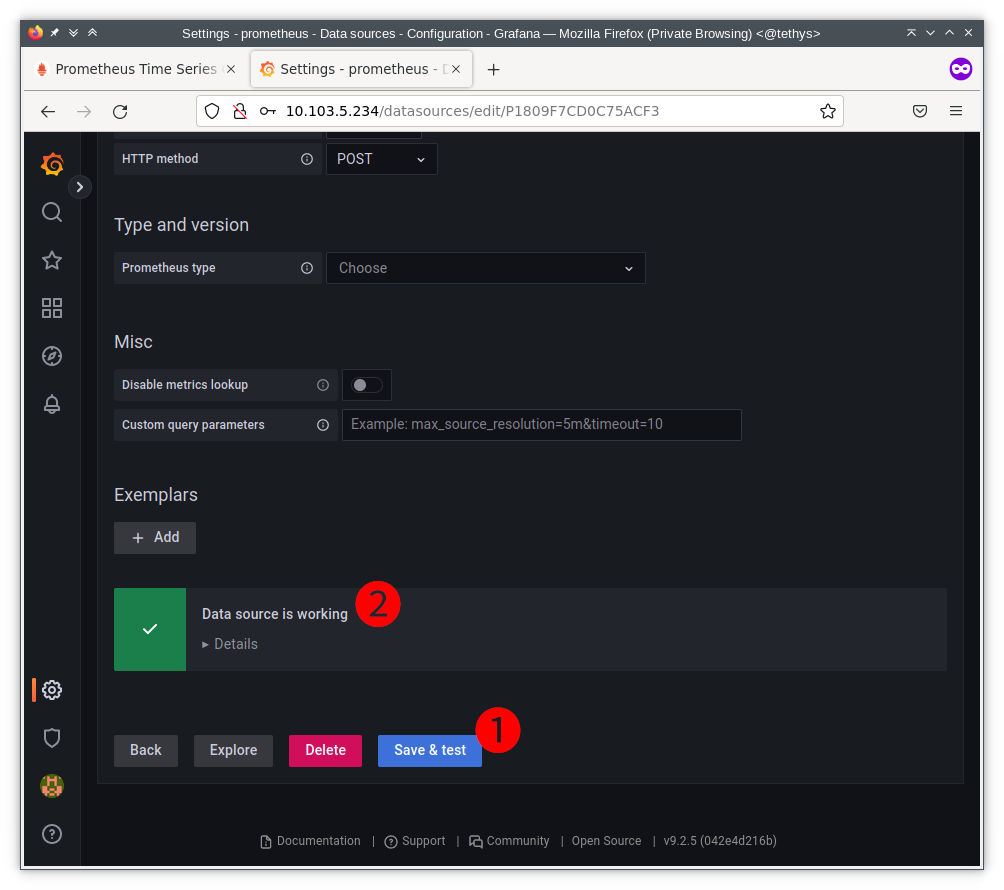 Settings - prometheus - Data sources - Configuration - Grafana — Mozilla Firefox (Private Browsing) <@tethys>
Prometheus Time Series
Settings - prometheus - D
10.103.5.234/datasources/edit/P1809F7CD0C75ACF3
HTTP method
POST
Type and version
Prometheus type
Choose
Misc
Disable metrics lookup
Custom query parameters
Example: max_source_resolution=5m&timeout=10
Exemplars
+ Add
Data source is working
2
▸ Details
1
Back
Explore
Delete
Save & test
Documentation | Support | Community | Open Source | v9.2.5 (042e4d216b)